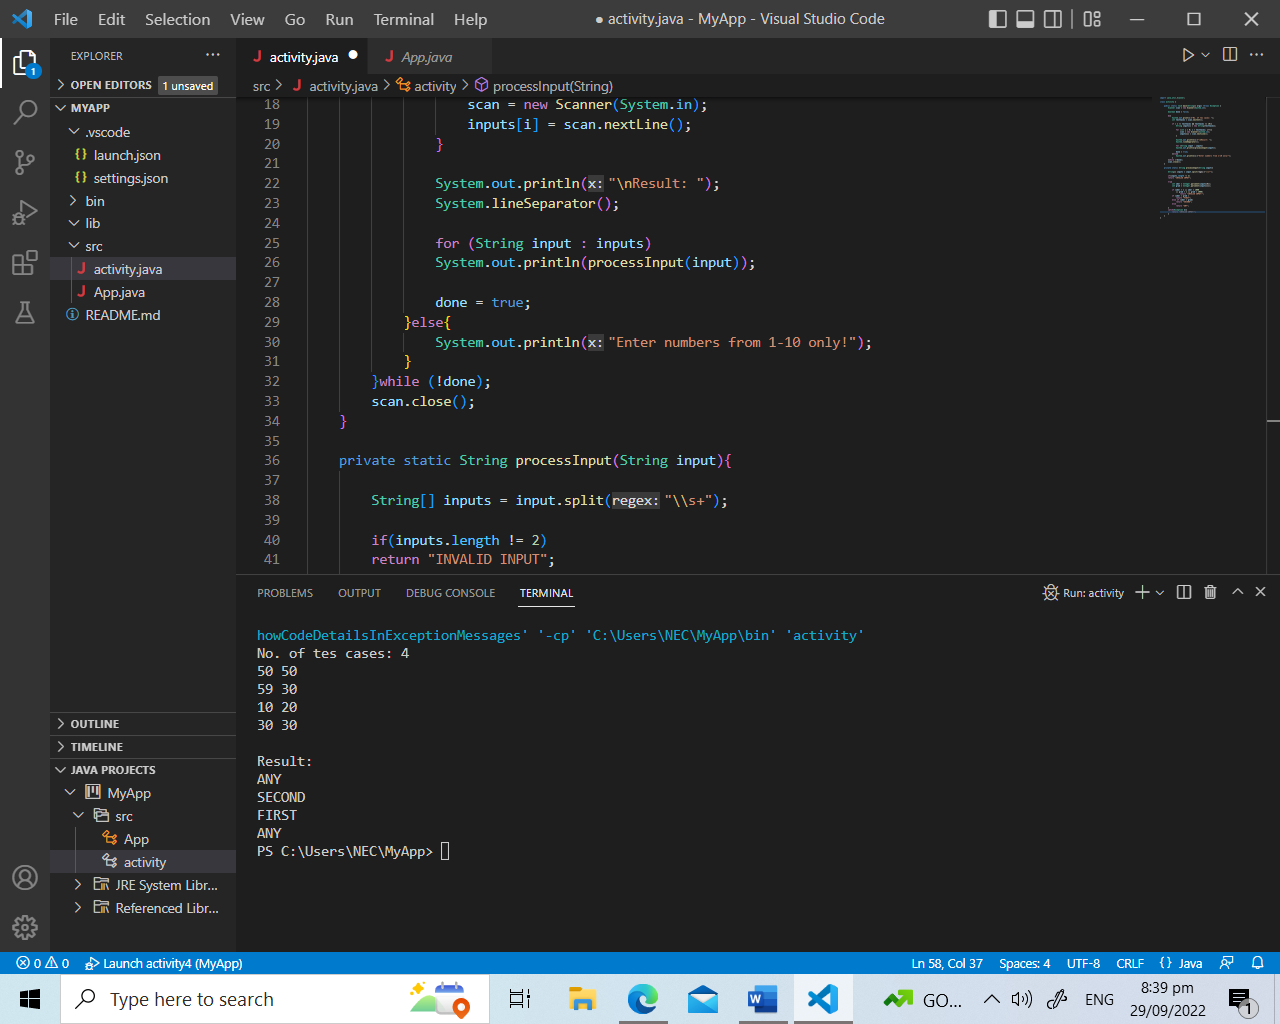 File Edit Selection View Go Run Terminal Help
● activity.java - MyApp - Visual Studio Code
EXPLORER
OPEN EDITORS 1 unsaved
MYAPP
.vscode
{} launch.json
{} settings.json
bin
lib
src
J activity.java
J App.java
README.md
OUTLINE
TIMELINE
JAVA PROJECTS
MyApp
src
App
activity
JRE System Libr...
Referenced Libr...
J activity.java ●
J App.java
src > J activity.java > activity > processInput(String)
18 scan = new Scanner(System.in);
19 inputs[i] = scan.nextLine();
20 }
21
22 System.out.println(x: "\nResult: ");
23 System.lineSeparator();
24
25 for (String input : inputs)
26 System.out.println(processInput(input));
27
28 done = true;
29 }else{
30 System.out.println(x: "Enter numbers from 1-10 only!");
31 }
32 }while (!done);
33 scan.close();
34 }
35
36 private static String processInput(String input){
37
38 String[] inputs = input.split(regex: "\\s+");
39
40 if(inputs.length != 2)
41 return "INVALID INPUT";
PROBLEMS OUTPUT DEBUG CONSOLE TERMINAL
Run: activity
howCodeDetailsInExceptionMessages' '-cp' 'C:\Users\NEC\MyApp\bin' 'activity'
No. of tes cases: 4
50 50
59 30
10 20
30 30
Result:
ANY
SECOND
FIRST
ANY
PS C:\Users\NEC\MyApp>
0 0 Launch activity4 (MyApp)
Ln 58, Col 37 Spaces: 4 UTF-8 CRLF {} Java
Type here to search
GO...
ENG
8:39 pm
29/09/2022
1